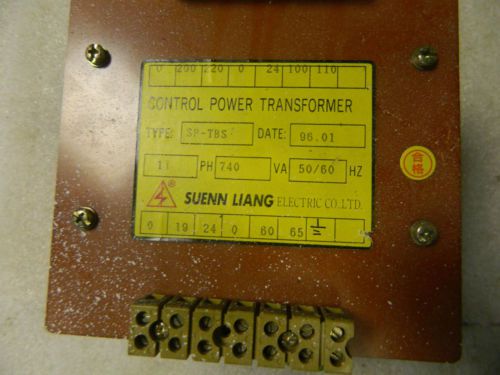 0 200 220 0 24 100 110
CONTROL POWER TRANSFORMER
TYPE: SP-TBS DATE: 96.01
1 PH 740 VA 50/60 HZ
合格
® SUENN LIANG ELECTRIC CO.,LTD.
0 19 24 0 60 65 ⏚